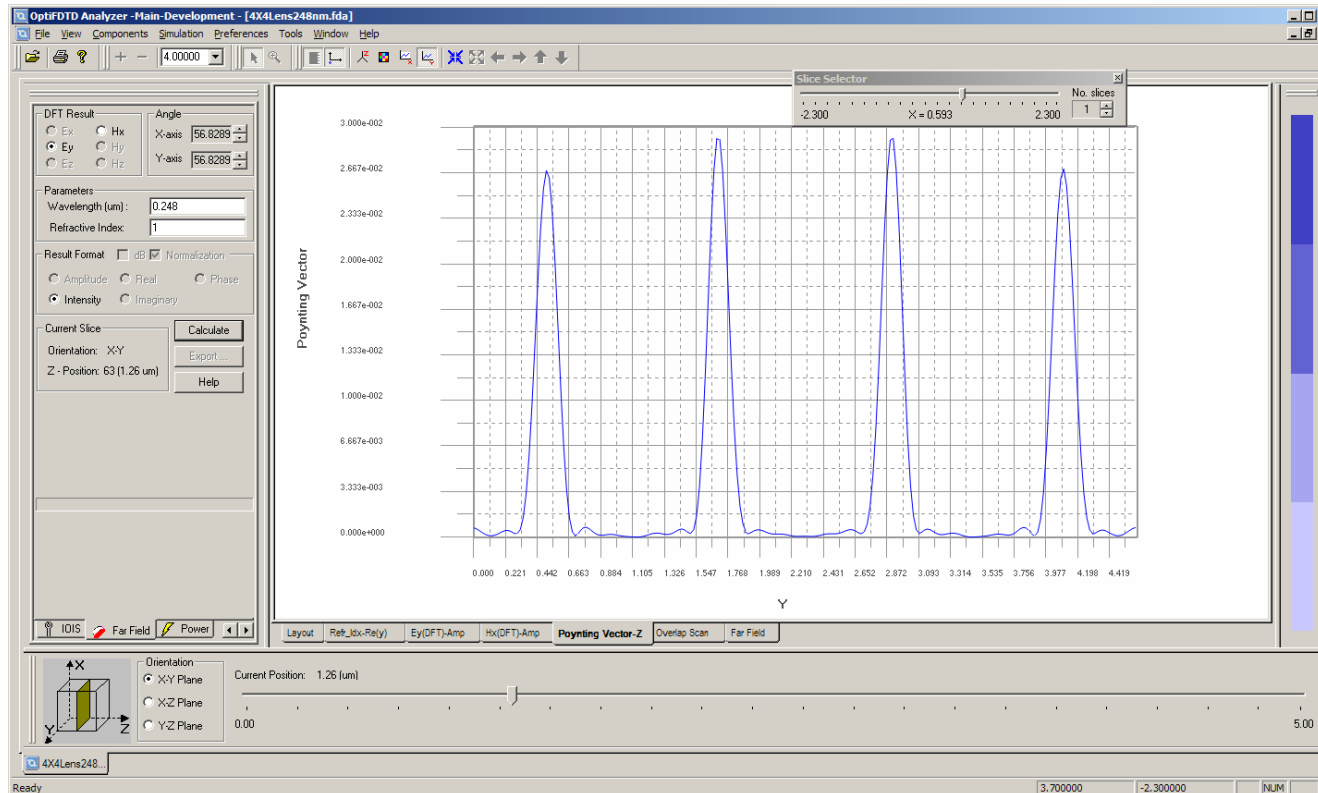 OptiFDTD Analyzer -Main-Development - [4X4Lens248nm.fda]
File View Components Simulation Preferences Tools Window Help
4.00000
Slice Selector
No. slices
-2.300 X = 0.593 2.300 1
DFT Result
Ex Hx
Ey Hy
Ez Hz
Angle
X-axis 56.8289
Y-axis 56.8289
Parameters
Wavelength (um) : 0.248
Refractive Index: 1
Result Format dB Normalization
Amplitude Real Phase
Intensity Imaginary
Current Slice
Orientation: X-Y
Z - Position: 63 (1.26 um)
Calculate
Export ...
Help
IOIS Far Field Power
Poynting Vector
3.000e-002
2.667e-002
2.333e-002
2.000e-002
1.667e-002
1.333e-002
1.000e-002
6.667e-003
3.333e-003
0.000e+000
0.000 0.221 0.442 0.663 0.884 1.105 1.326 1.547 1.768 1.989 2.210 2.431 2.652 2.872 3.093 3.314 3.535 3.756 3.977 4.198 4.419
Y
Layout Refr_Idx-Re(y) Ey(DFT)-Amp Hx(DFT)-Amp Poynting Vector-Z Overlap Scan Far Field
X
Y
Z
Orientation
X-Y Plane
X-Z Plane
Y-Z Plane
Current Position: 1.26 (um)
0.00 5.00
4X4Lens248...
Ready 3.700000 -2.300000 NUM